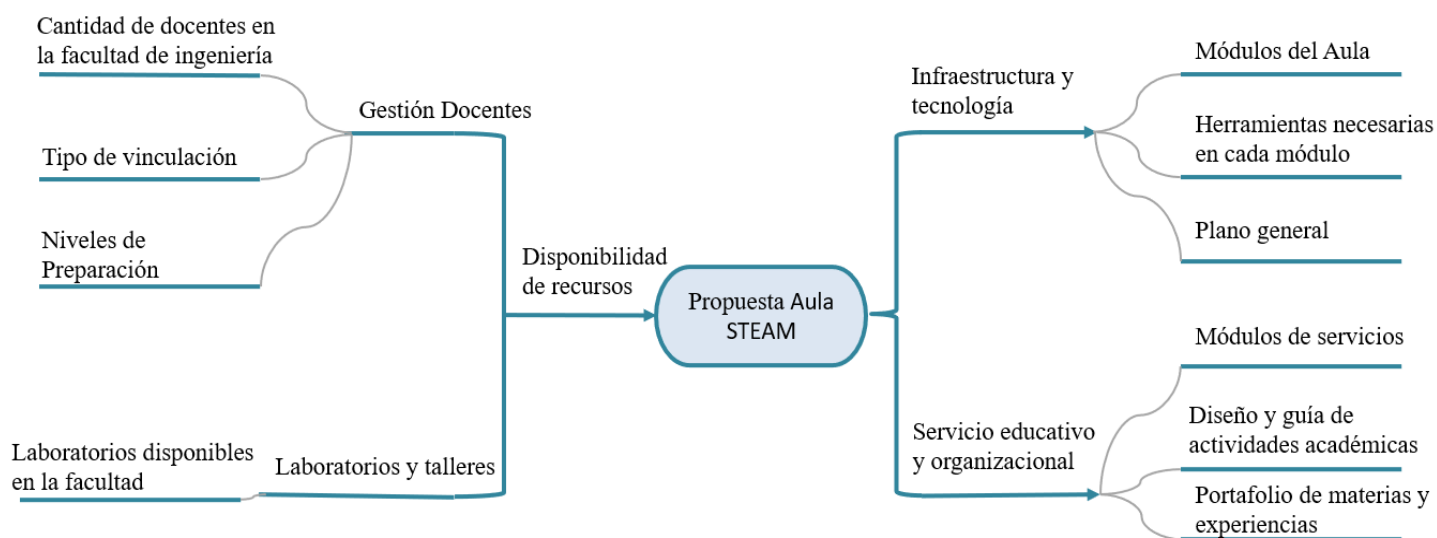 Cantidad de docentes en
la facultad de ingeniería
Gestión Docentes
Tipo de vinculación
Niveles de
Preparación
Disponibilidad
de recursos
Laboratorios disponibles
en la facultad
Laboratorios y talleres
Propuesta Aula
STEAM
Infraestructura y
tecnología
Módulos del Aula
Herramientas necesarias
en cada módulo
Plano general
Servicio educativo
y organizacional
Módulos de servicios
Diseño y guía de
actividades académicas
Portafolio de materias y
experiencias